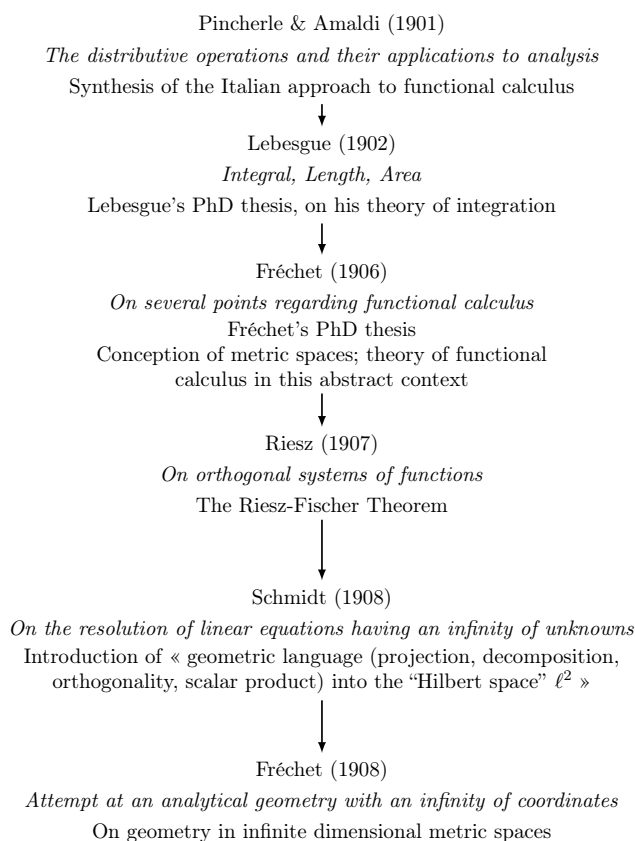 Pincherle & Amaldi (1901)
The distributive operations and their applications to analysis
Synthesis of the Italian approach to functional calculus
Lebesgue (1902)
Integral, Length, Area
Lebesgue's PhD thesis, on his theory of integration
Fréchet (1906)
On several points regarding functional calculus
Fréchet's PhD thesis
Conception of metric spaces; theory of functional
calculus in this abstract context
Riesz (1907)
On orthogonal systems of functions
The Riesz-Fischer Theorem
Schmidt (1908)
On the resolution of linear equations having an infinity of unknowns
Introduction of « geometric language (projection, decomposition,
orthogonality, scalar product) into the “Hilbert space” ℓ² »
Fréchet (1908)
Attempt at an analytical geometry with an infinity of coordinates
On geometry in infinite dimensional metric spaces